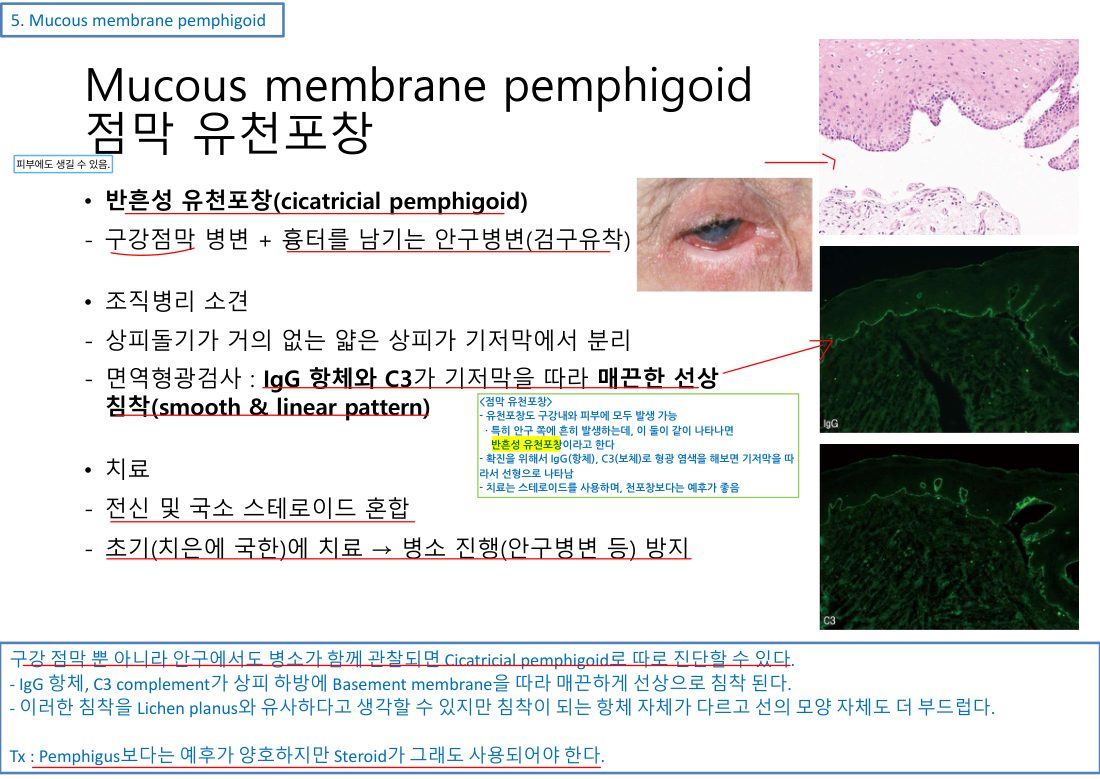 5. Mucous membrane pemphigoid
Mucous membrane pemphigoid
점막 유천포창
피부에도 생길 수 있음.
• 반흔성 유천포창(cicatricial pemphigoid)
- 구강점막 병변 + 흉터를 남기는 안구병변(검구유착)
• 조직병리 소견
- 상피돌기가 거의 없는 얇은 상피가 기저막에서 분리
- 면역형광검사 : IgG 항체와 C3가 기저막을 따라 매끈한 선상
침착(smooth & linear pattern)
<점막 유천포창>
- 유천포창도 구강내와 피부에 모두 발생 가능
· 특히 안구 쪽에 흔히 발생하는데, 이 둘이 같이 나타나면
반흔성 유천포창이라고 한다
- 확진을 위해서 IgG(항체), C3(보체)로 형광 염색을 해보면 기저막을 따
라서 선형으로 나타남
- 치료는 스테로이드를 사용하며, 천포창보다는 예후가 좋음
• 치료
- 전신 및 국소 스테로이드 혼합
- 초기(치은에 국한)에 치료 → 병소 진행(안구병변 등) 방지
IgG
C3
구강 점막 뿐 아니라 안구에서도 병소가 함께 관찰되면 Cicatricial pemphigoid로 따로 진단할 수 있다.
- IgG 항체, C3 complement가 상피 하방에 Basement membrane을 따라 매끈하게 선상으로 침착 된다.
- 이러한 침착을 Lichen planus와 유사하다고 생각할 수 있지만 침착이 되는 항체 자체가 다르고 선의 모양 자체도 더 부드럽다.
Tx : Pemphigus보다는 예후가 양호하지만 Steroid가 그래도 사용되어야 한다.